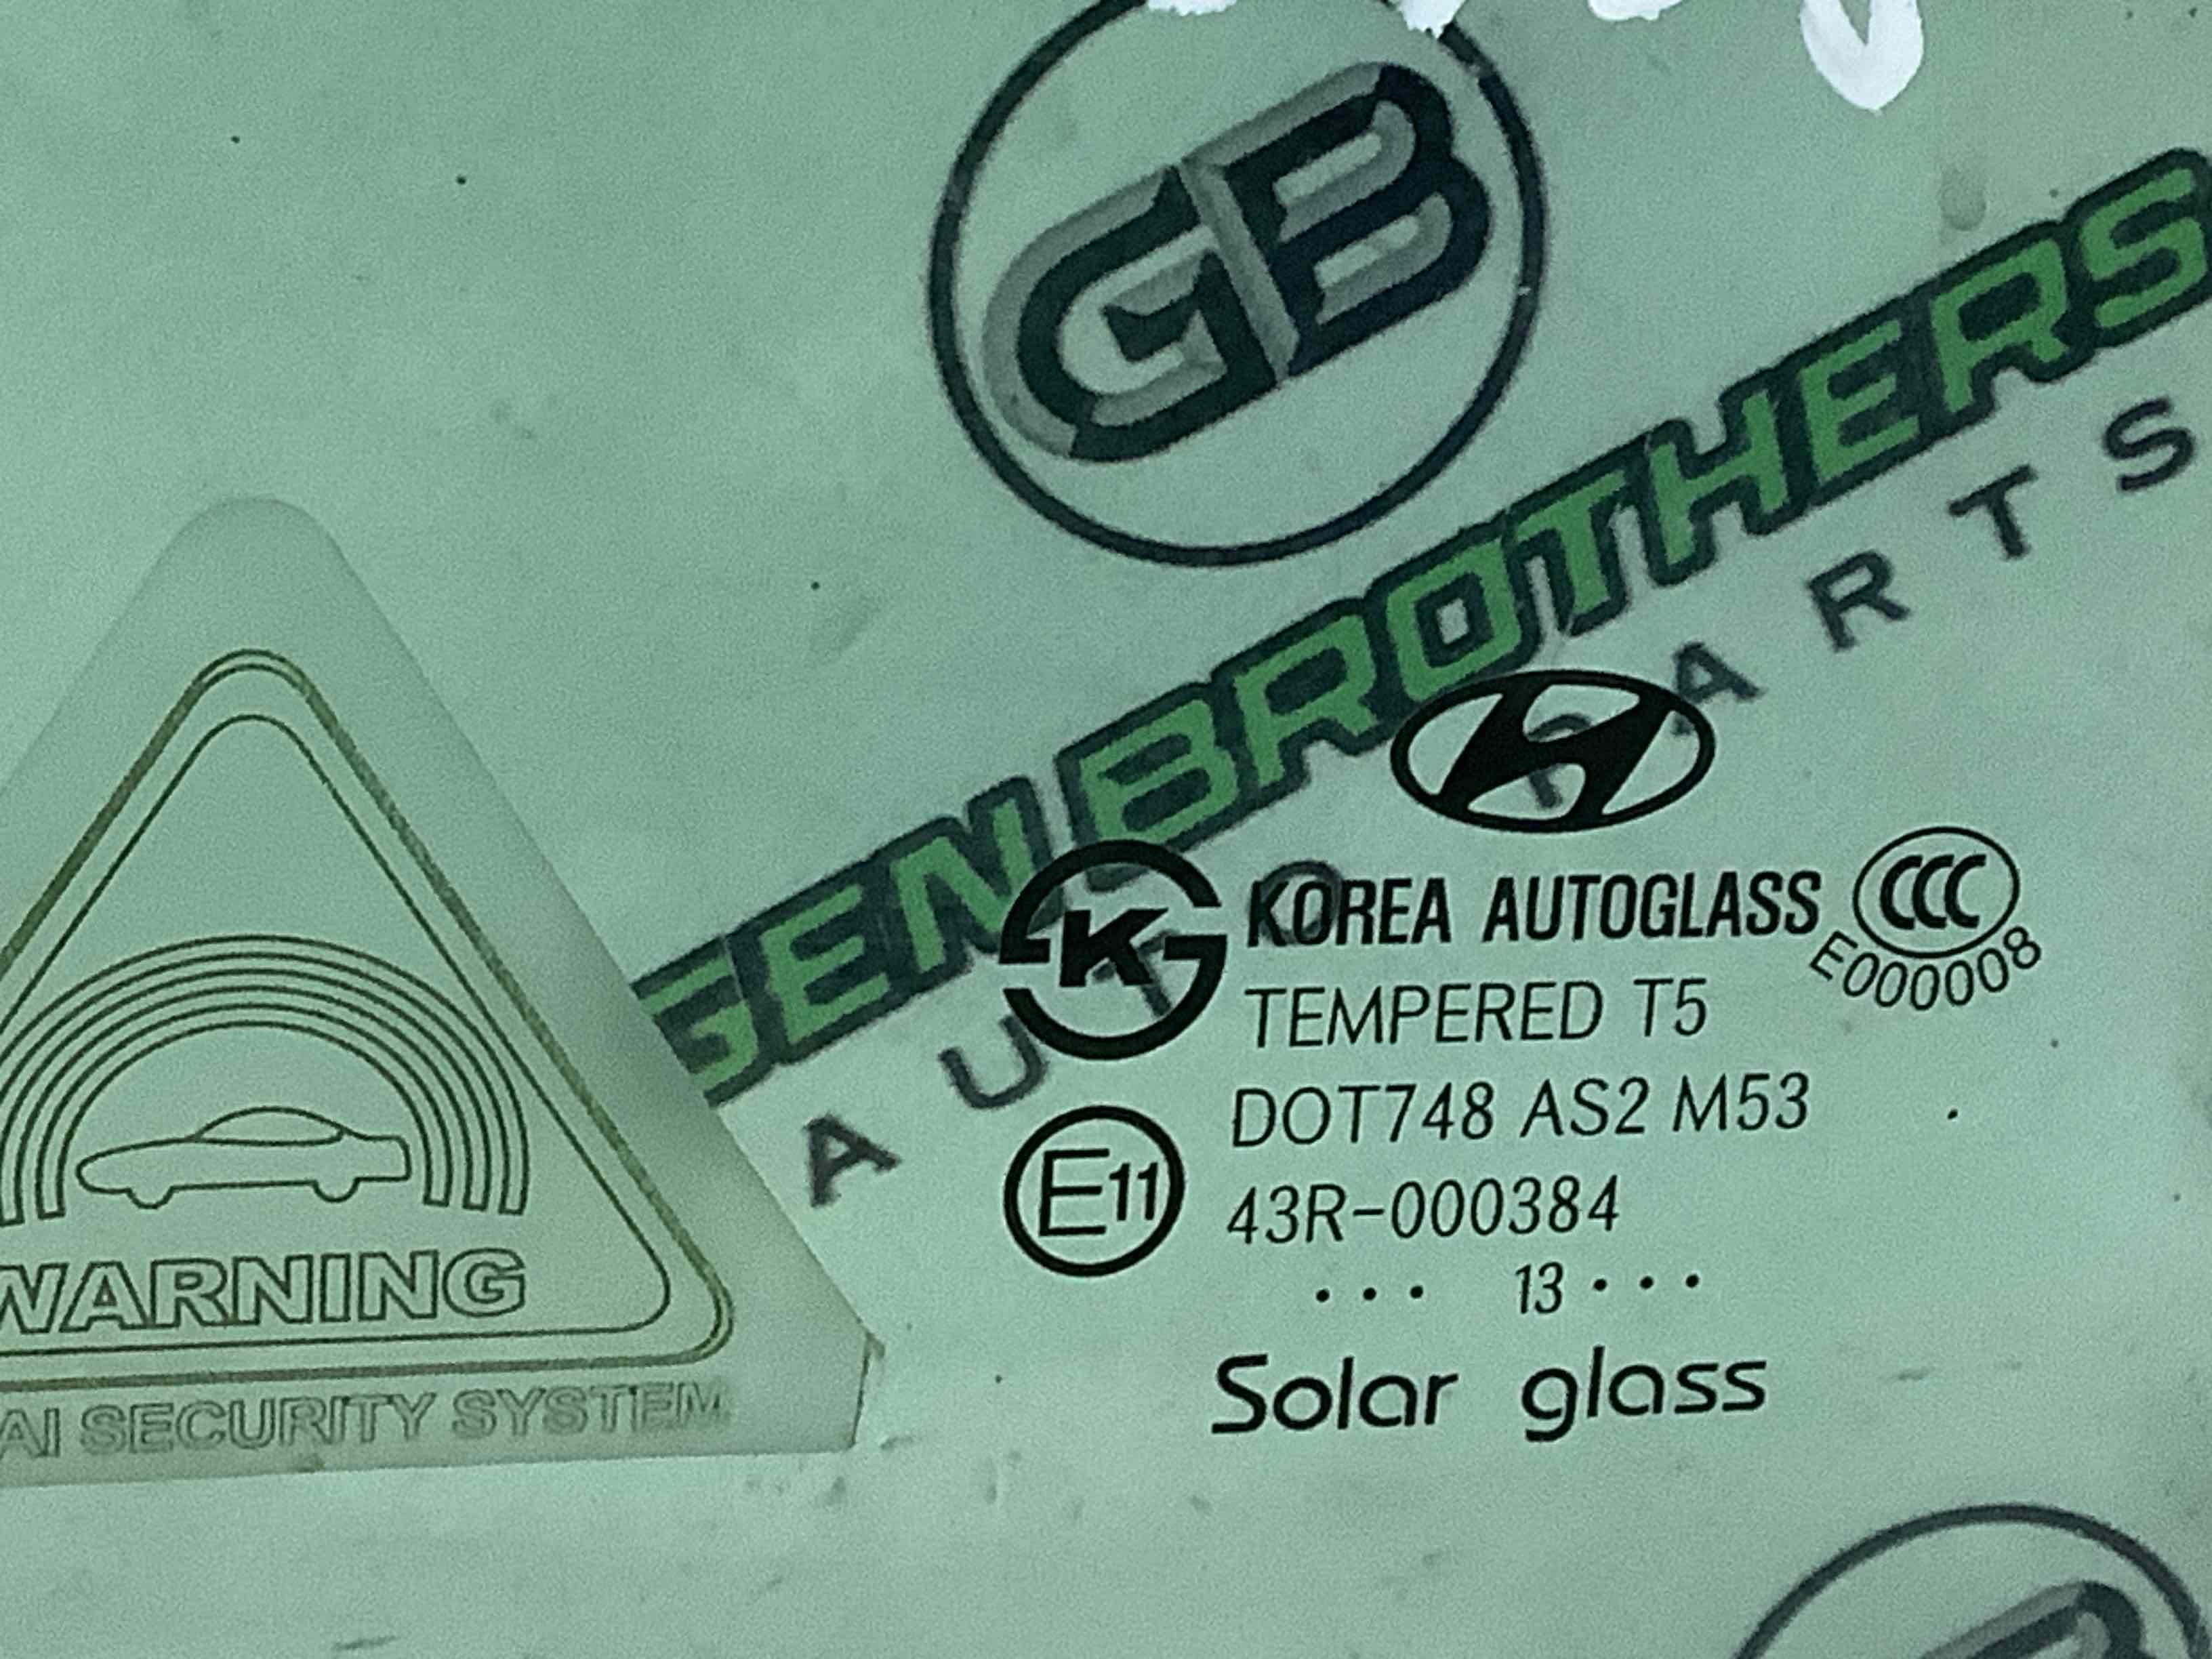 GB
GEN BROTHERS
AUTO PARTS
KOREA AUTOGLASS
CCC
E000008
K
TEMPERED T5
DOT748 AS2 M53
E11
43R-000384
... 13...
Solar glass
WARNING
AI SECURITY SYSTEM